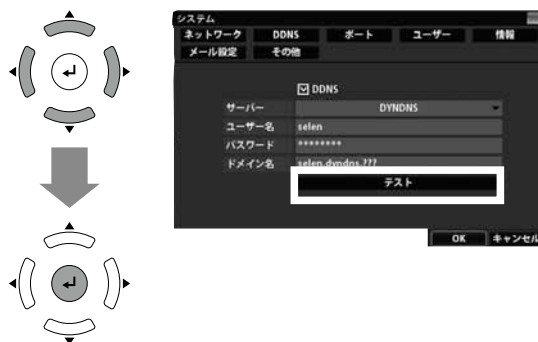 システム
ネットワーク DDNS ポート ユーザー 情報
メール設定 その他
DDNS
サーバー DYNDNS
ユーザー名 selen
パスワード ********
ドメイン名 selen.dyndns.???
テスト
OK キャンセル